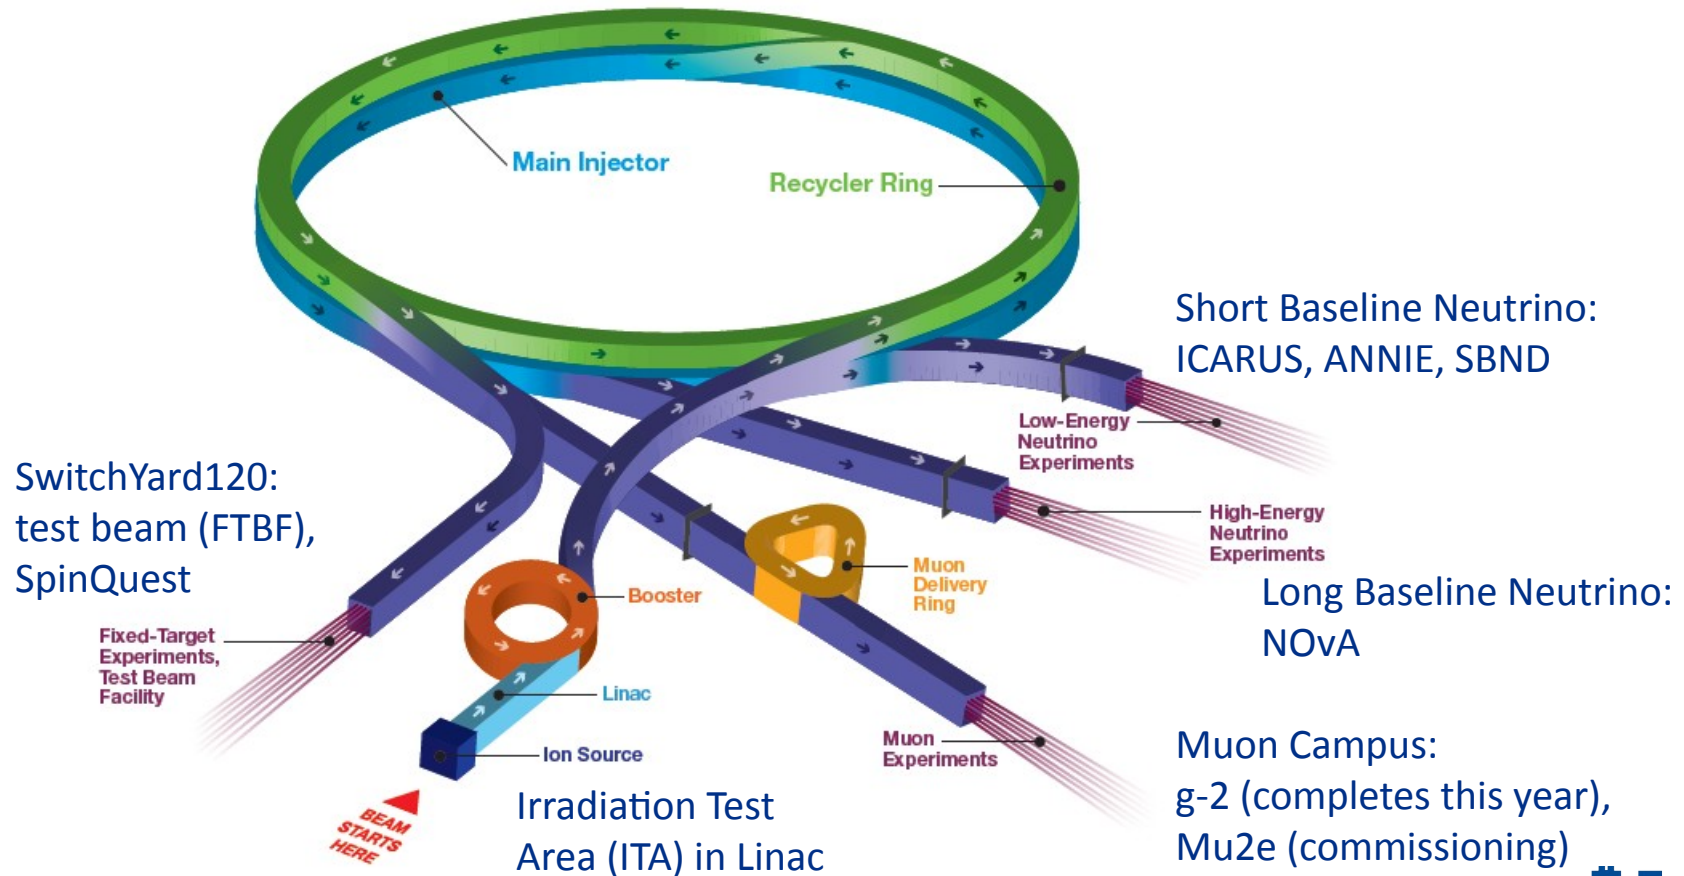 Main Injector
Recycler Ring
Short Baseline Neutrino:
ICARUS, ANNIE, SBND
Low-Energy
Neutrino
Experiments
SwitchYard120:
test beam (FTBF),
SpinQuest
High-Energy
Neutrino
Experiments
Muon
Delivery
Ring
Booster
Long Baseline Neutrino:
NOvA
Fixed-Target
Experiments,
Test Beam
Facility
Linac
Ion Source
Muon
Experiments
Muon Campus:
g-2 (completes this year),
Mu2e (commissioning)
BEAM
STARTS
HERE
Irradiation Test
Area (ITA) in Linac